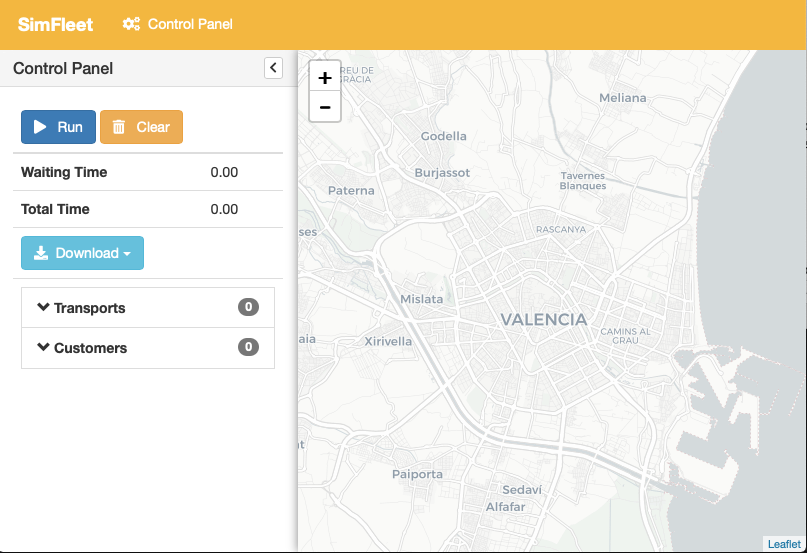 SimFleet Control Panel
Control Panel
Run Clear
Waiting Time 0.00
Total Time 0.00
Download
Transports 0
Customers 0
+
-
REU DE
GRÀCIA
Meliana
Godella
Burjassot
Tavernes
Blanques
Paterna
ses
RASCANYA
Mislata
VALENCIA
CAMINS AL
GRAU
aia
Xirivella
nt
Paiporta
Sedaví
Alfafar
Leaflet